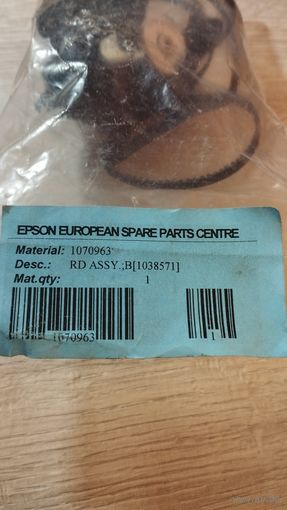 EPSON EUROPEAN SPARE PARTS CENTRE
Material: 1070963
Desc.: RD ASSY.;B[1038571]
Mat.qty: 1
1070963 1